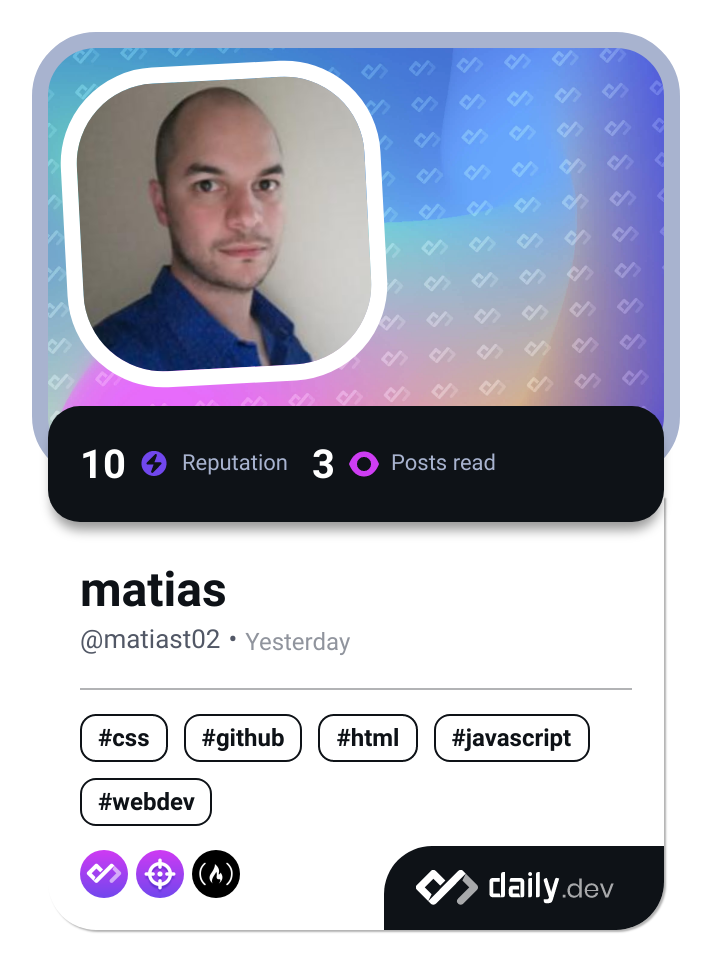 10 Reputation 3 Posts read
matias
@matiast02 • Yesterday
#css #github #html #javascript
#webdev
daily.dev